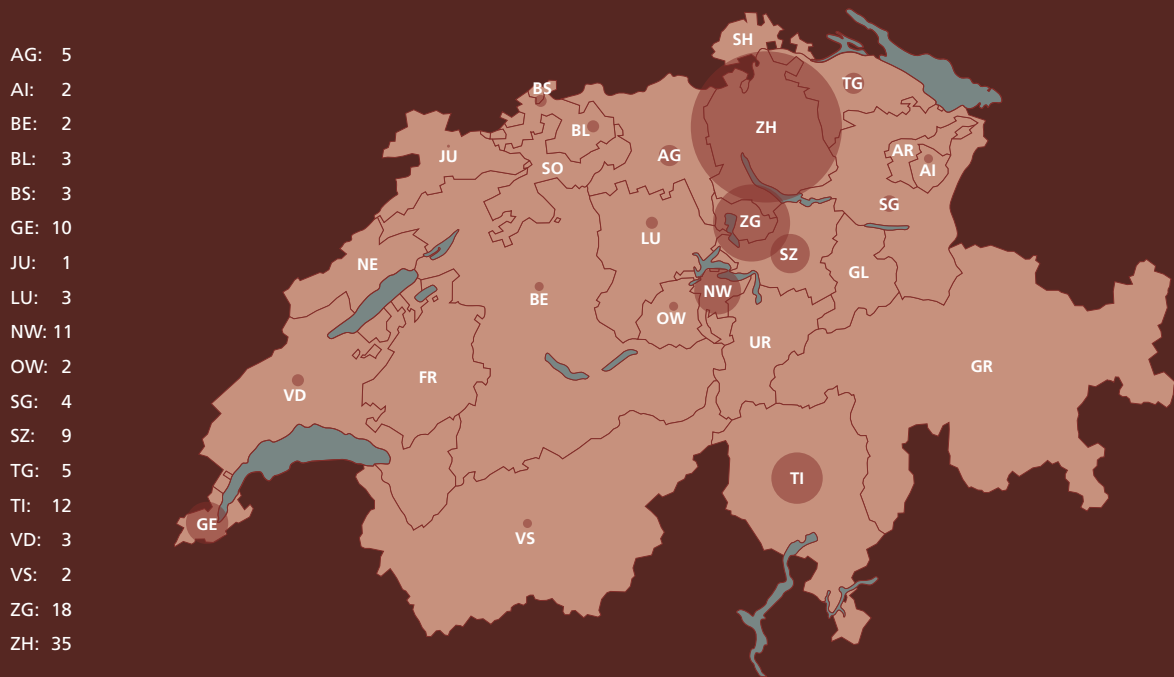 AG: 5
AI: 2
BE: 2
BL: 3
BS: 3
GE: 10
JU: 1
LU: 3
NW: 11
OW: 2
SG: 4
SZ: 9
TG: 5
TI: 12
VD: 3
VS: 2
ZG: 18
ZH: 35
SH
TG
BS
ZH
BL
AR
JU
AG
SO
AI
SG
ZG
LU
SZ
NE
GL
NW
BE
OW
UR
GR
FR
VD
TI
GE
VS